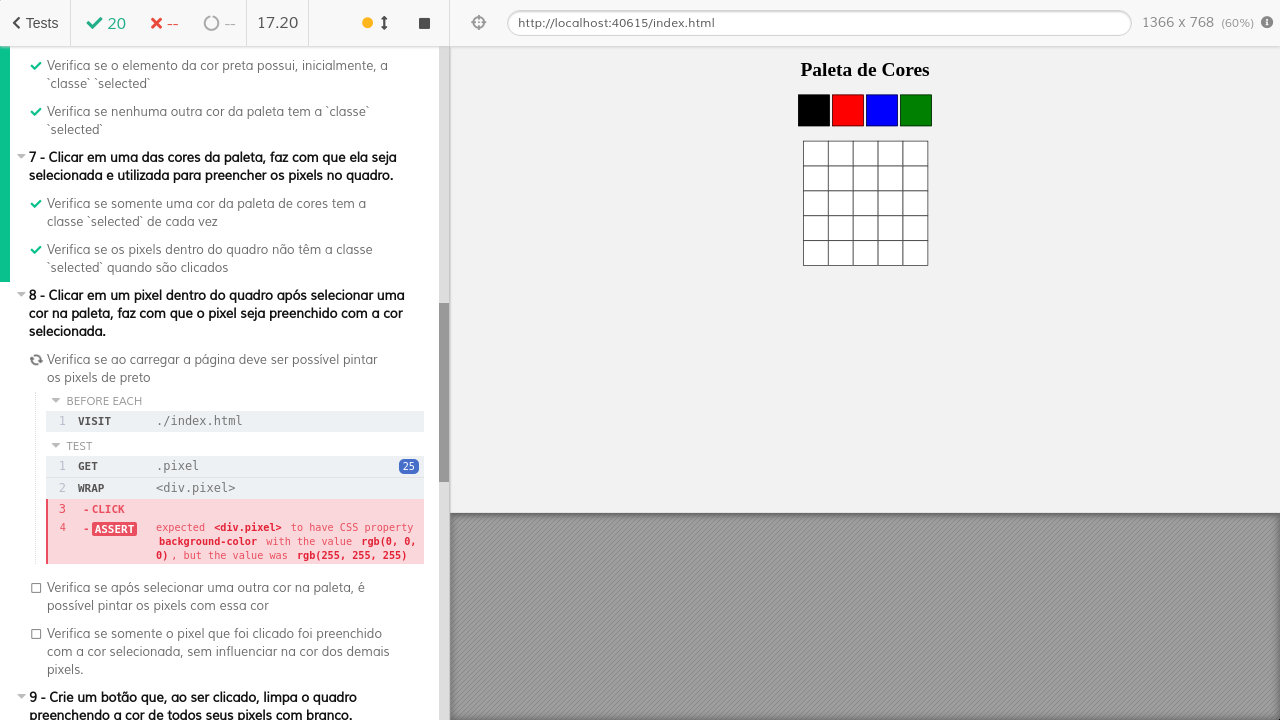 Tests 20 -- -- 17.20
http://localhost:40615/index.html 1366 x 768 (60%)
Verifica se o elemento da cor preta possui, inicialmente, a
`classe` `selected`
Verifica se nenhuma outra cor da paleta tem a `classe`
`selected`
7 - Clicar em uma das cores da paleta, faz com que ela seja
selecionada e utilizada para preencher os pixels no quadro.
Verifica se somente uma cor da paleta de cores tem a
classe `selected` de cada vez
Verifica se os pixels dentro do quadro não têm a classe
`selected` quando são clicados
8 - Clicar em um pixel dentro do quadro após selecionar uma
cor na paleta, faz com que o pixel seja preenchido com a cor
selecionada.
Verifica se ao carregar a página deve ser possível pintar
os pixels de preto
BEFORE EACH
1 VISIT ./index.html
TEST
1 GET .pixel 25
2 WRAP <div.pixel>
3 -CLICK
4 -ASSERT expected <div.pixel> to have CSS property
background-color with the value rgb(0, 0,
0), but the value was rgb(255, 255, 255)
Verifica se após selecionar uma outra cor na paleta, é
possível pintar os pixels com essa cor
Verifica se somente o pixel que foi clicado foi preenchido
com a cor selecionada, sem influenciar na cor dos demais
pixels.
9 - Crie um botão que, ao ser clicado, limpa o quadro
preenchendo a cor de todos seus pixels com branco.
Paleta de Cores